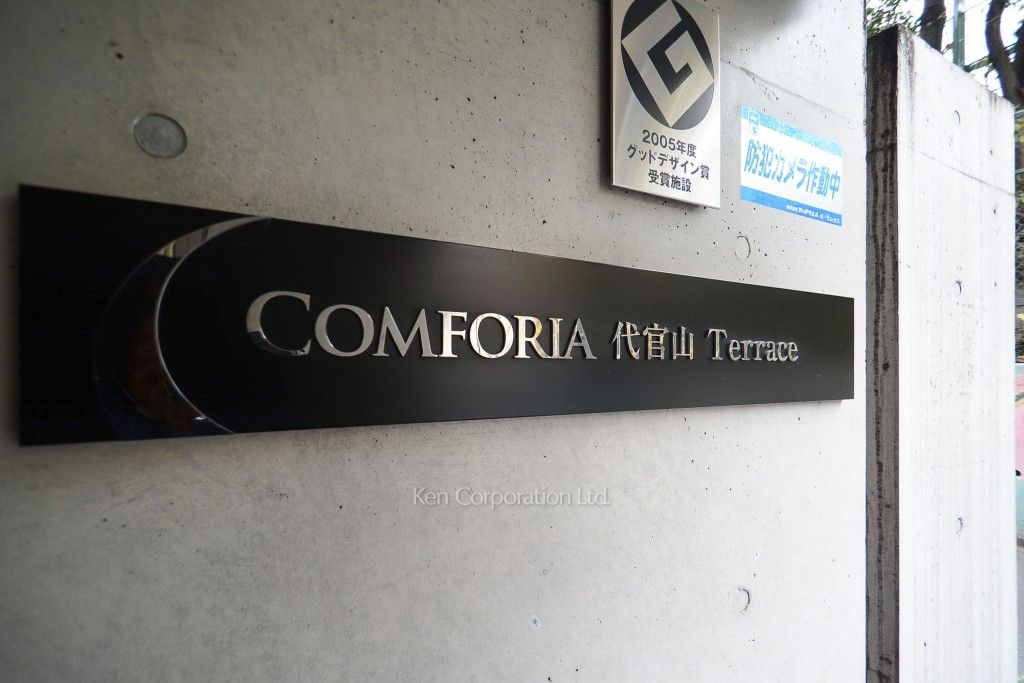 2005年度
グッドデザイン賞
受賞施設
防犯カメラ作動中
COMFORIA 代官山 Terrace
Ken Corporation Ltd.